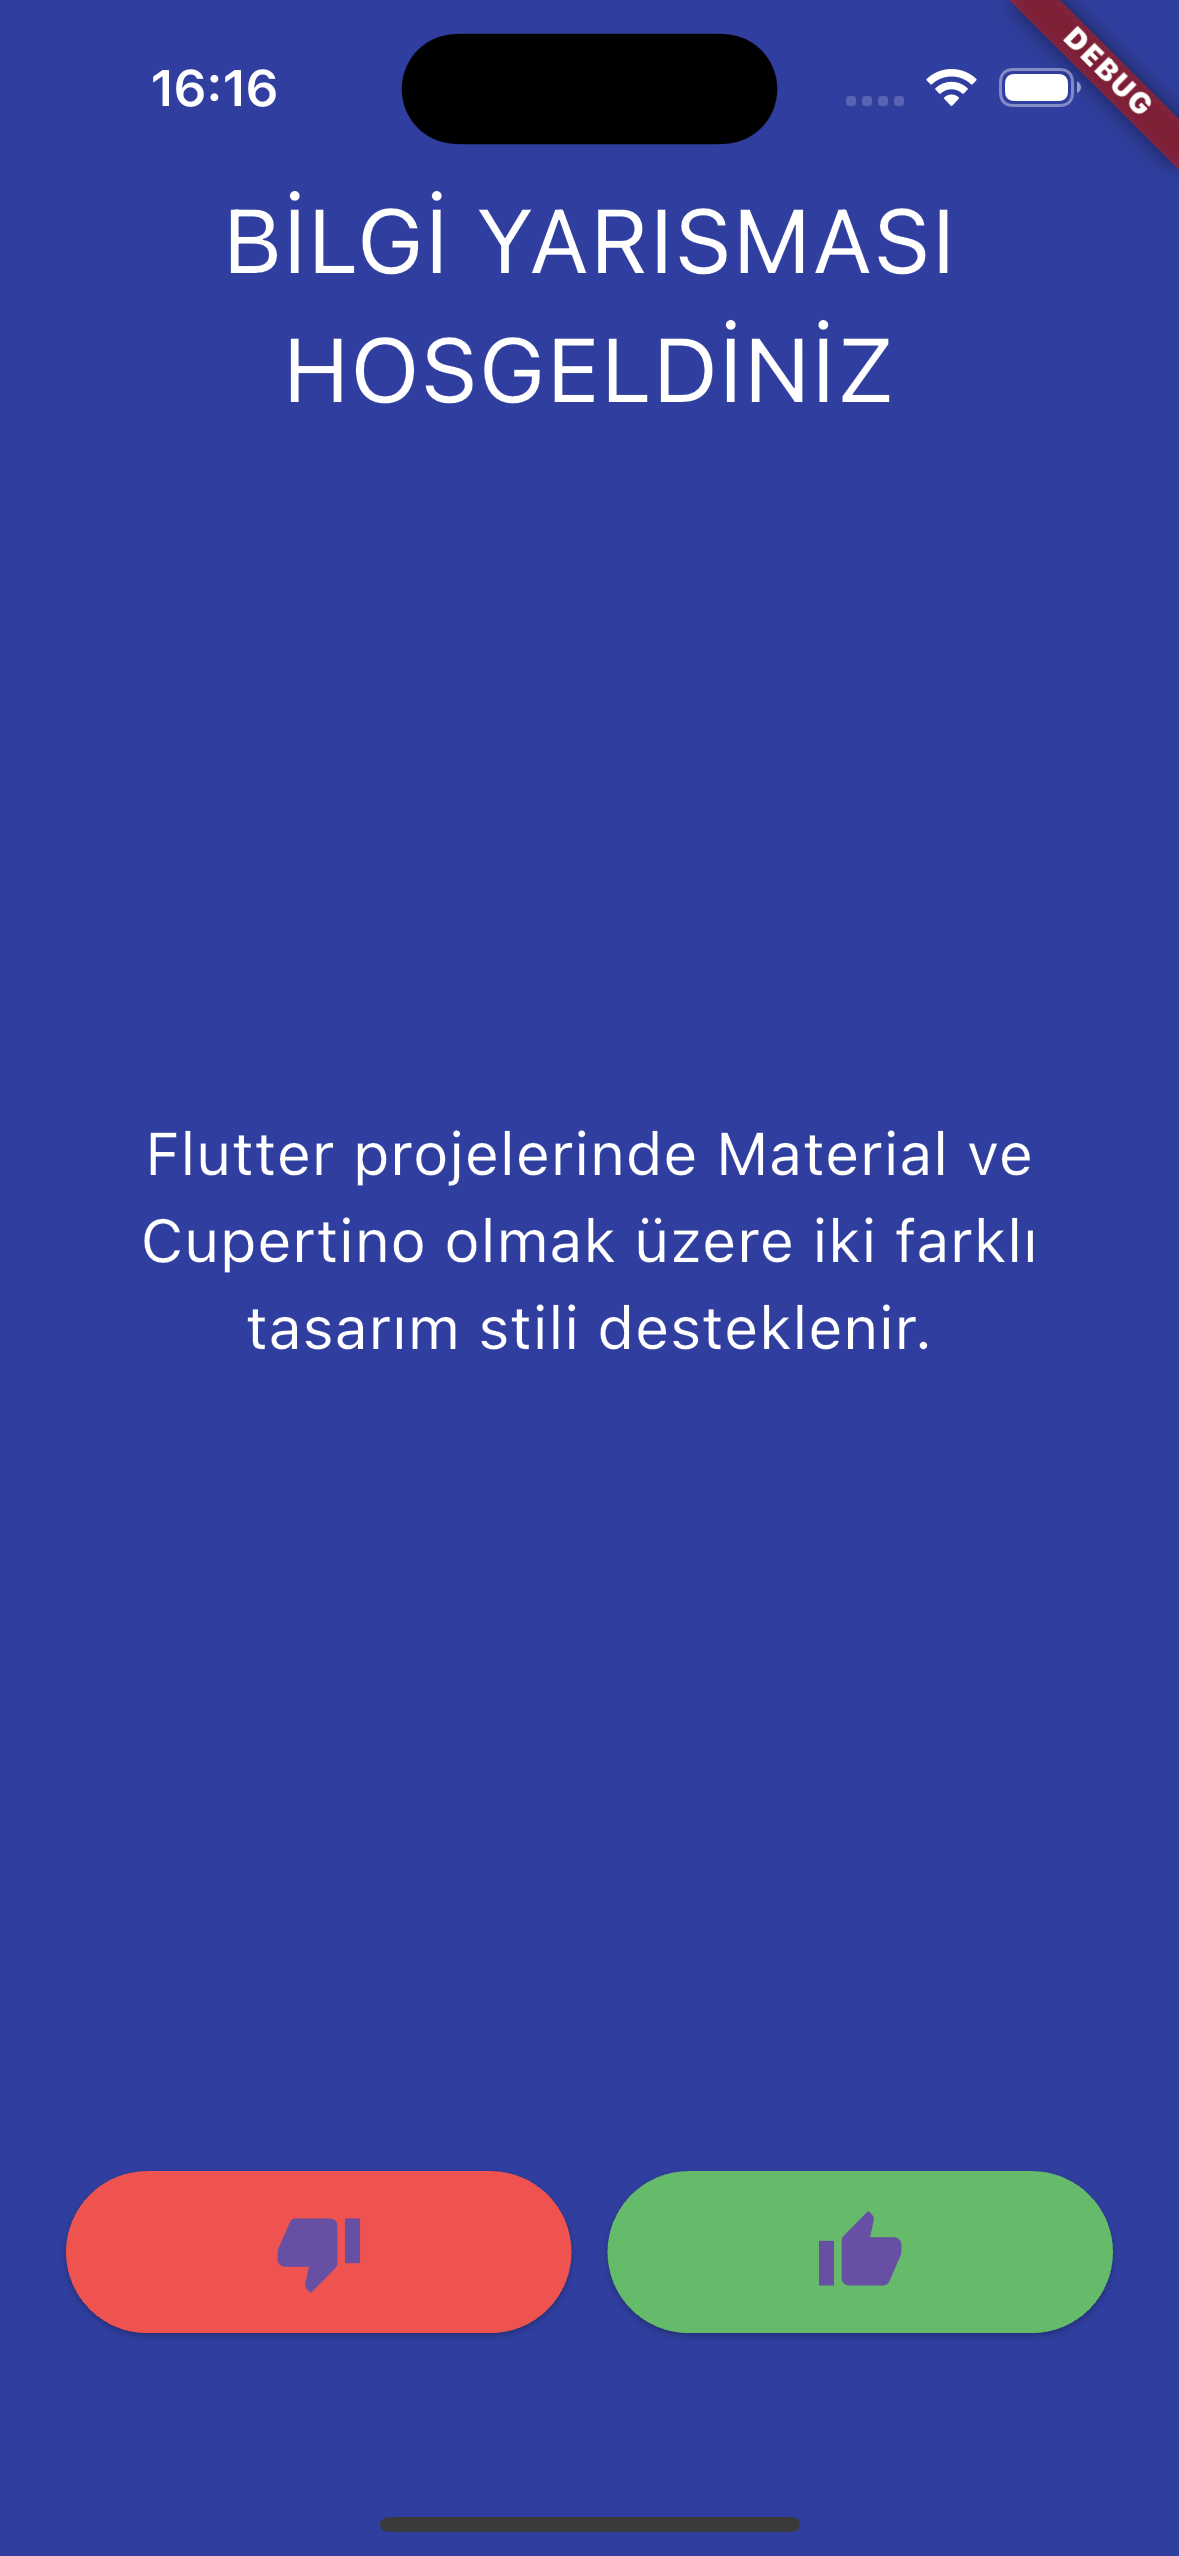 16:16
DEBUG
BİLGİ YARISMASI
HOSGELDİNİZ
Flutter projelerinde Material ve
Cupertino olmak üzere iki farklı
tasarım stili desteklenir.